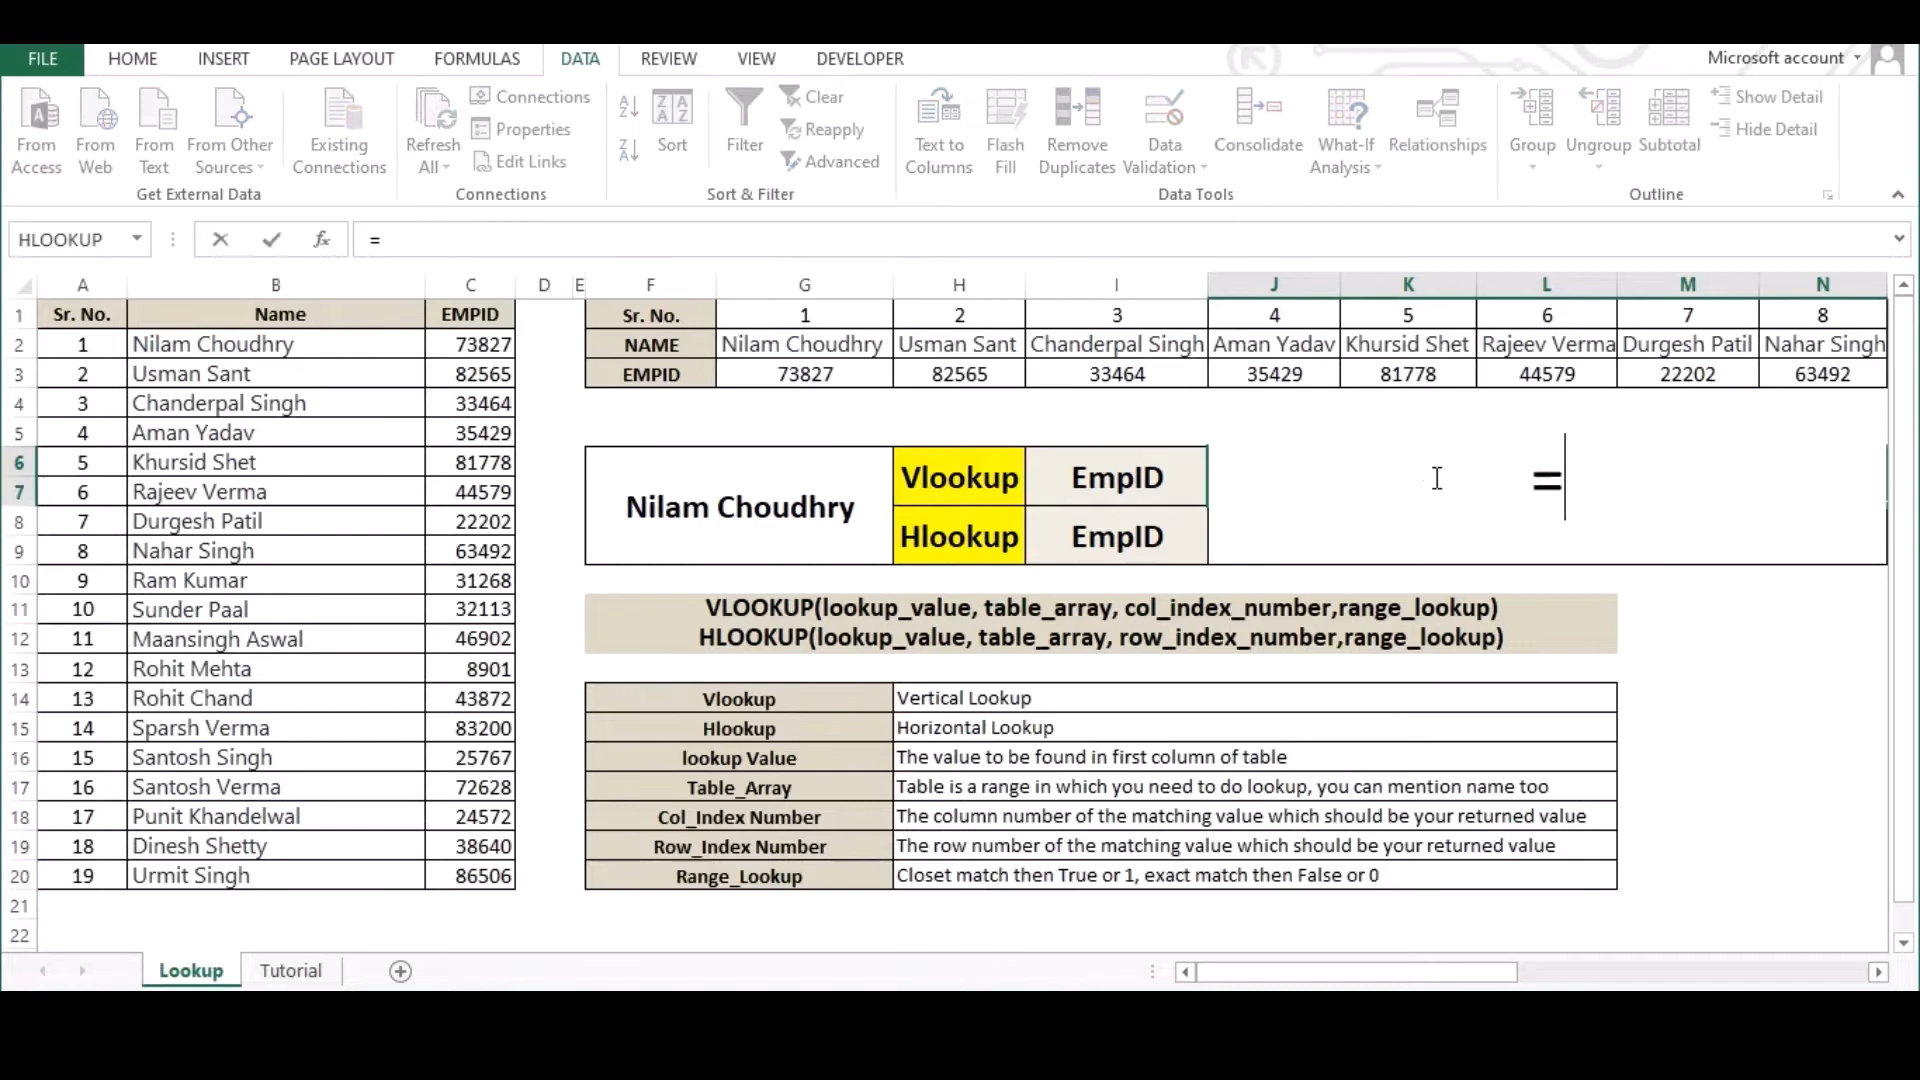 FILE HOME INSERT PAGE LAYOUT FORMULAS DATA REVIEW VIEW DEVELOPER Microsoft account
From Access
From Web
From Text
From Other Sources
Get External Data
Existing Connections
Refresh All
Connections
Properties
Edit Links
Connections
A Z
Z A
Z A A Z
Sort
Filter
Clear
Reapply
Advanced
Sort & Filter
Text to Columns
Flash Fill
Remove Duplicates
Data Validation
Consolidate
What-If Analysis
Relationships
Data Tools
Group
Ungroup
Subtotal
Show Detail
Hide Detail
Outline
HLOOKUP fx =
A B C D E F G H I J K L M N
1 Sr. No. Name EMPID Sr. No. 1 2 3 4 5 6 7 8
2 1 Nilam Choudhry 73827 NAME Nilam Choudhry Usman Sant Chanderpal Singh Aman Yadav Khursid Shet Rajeev Verma Durgesh Patil Nahar Singh
3 2 Usman Sant 82565 EMPID 73827 82565 33464 35429 81778 44579 22202 63492
4 3 Chanderpal Singh 33464
5 4 Aman Yadav 35429
6 5 Khursid Shet 81778
7 6 Rajeev Verma 44579
8 7 Durgesh Patil 22202
9 8 Nahar Singh 63492
10 9 Ram Kumar 31268
11 10 Sunder Paal 32113
12 11 Maansingh Aswal 46902
13 12 Rohit Mehta 8901
14 13 Rohit Chand 43872
15 14 Sparsh Verma 83200
16 15 Santosh Singh 25767
17 16 Santosh Verma 72628
18 17 Punit Khandelwal 24572
19 18 Dinesh Shetty 38640
20 19 Urmit Singh 86506
21
22
Nilam Choudhry
Vlookup EmpID =
Hlookup EmpID
VLOOKUP(lookup_value, table_array, col_index_number,range_lookup)
HLOOKUP(lookup_value, table_array, row_index_number,range_lookup)
Vlookup Vertical Lookup
Hlookup Horizontal Lookup
lookup Value The value to be found in first column of table
Table_Array Table is a range in which you need to do lookup, you can mention name too
Col_Index Number The column number of the matching value which should be your returned value
Row_Index Number The row number of the matching value which should be your returned value
Range_Lookup Closet match then True or 1, exact match then False or 0
Lookup Tutorial